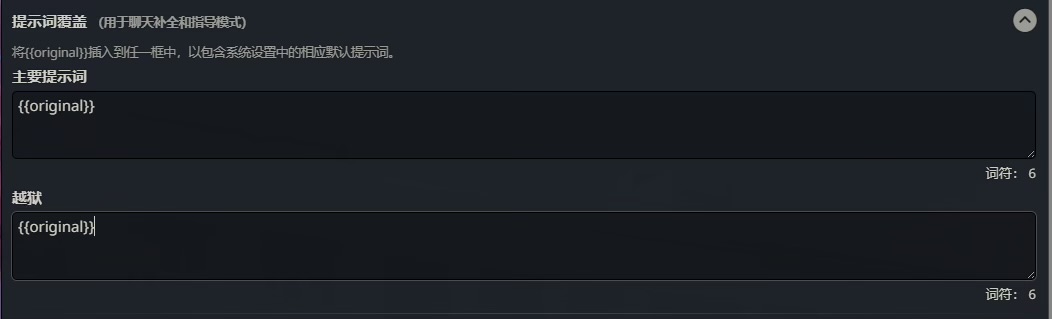 提示词覆盖 (用于聊天补全和指导模式)
将{{original}}插入到任一框中，以包含系统设置中的相应默认提示词。
主要提示词
{{original}}
词符： 6
越狱
{{original}}
词符： 6